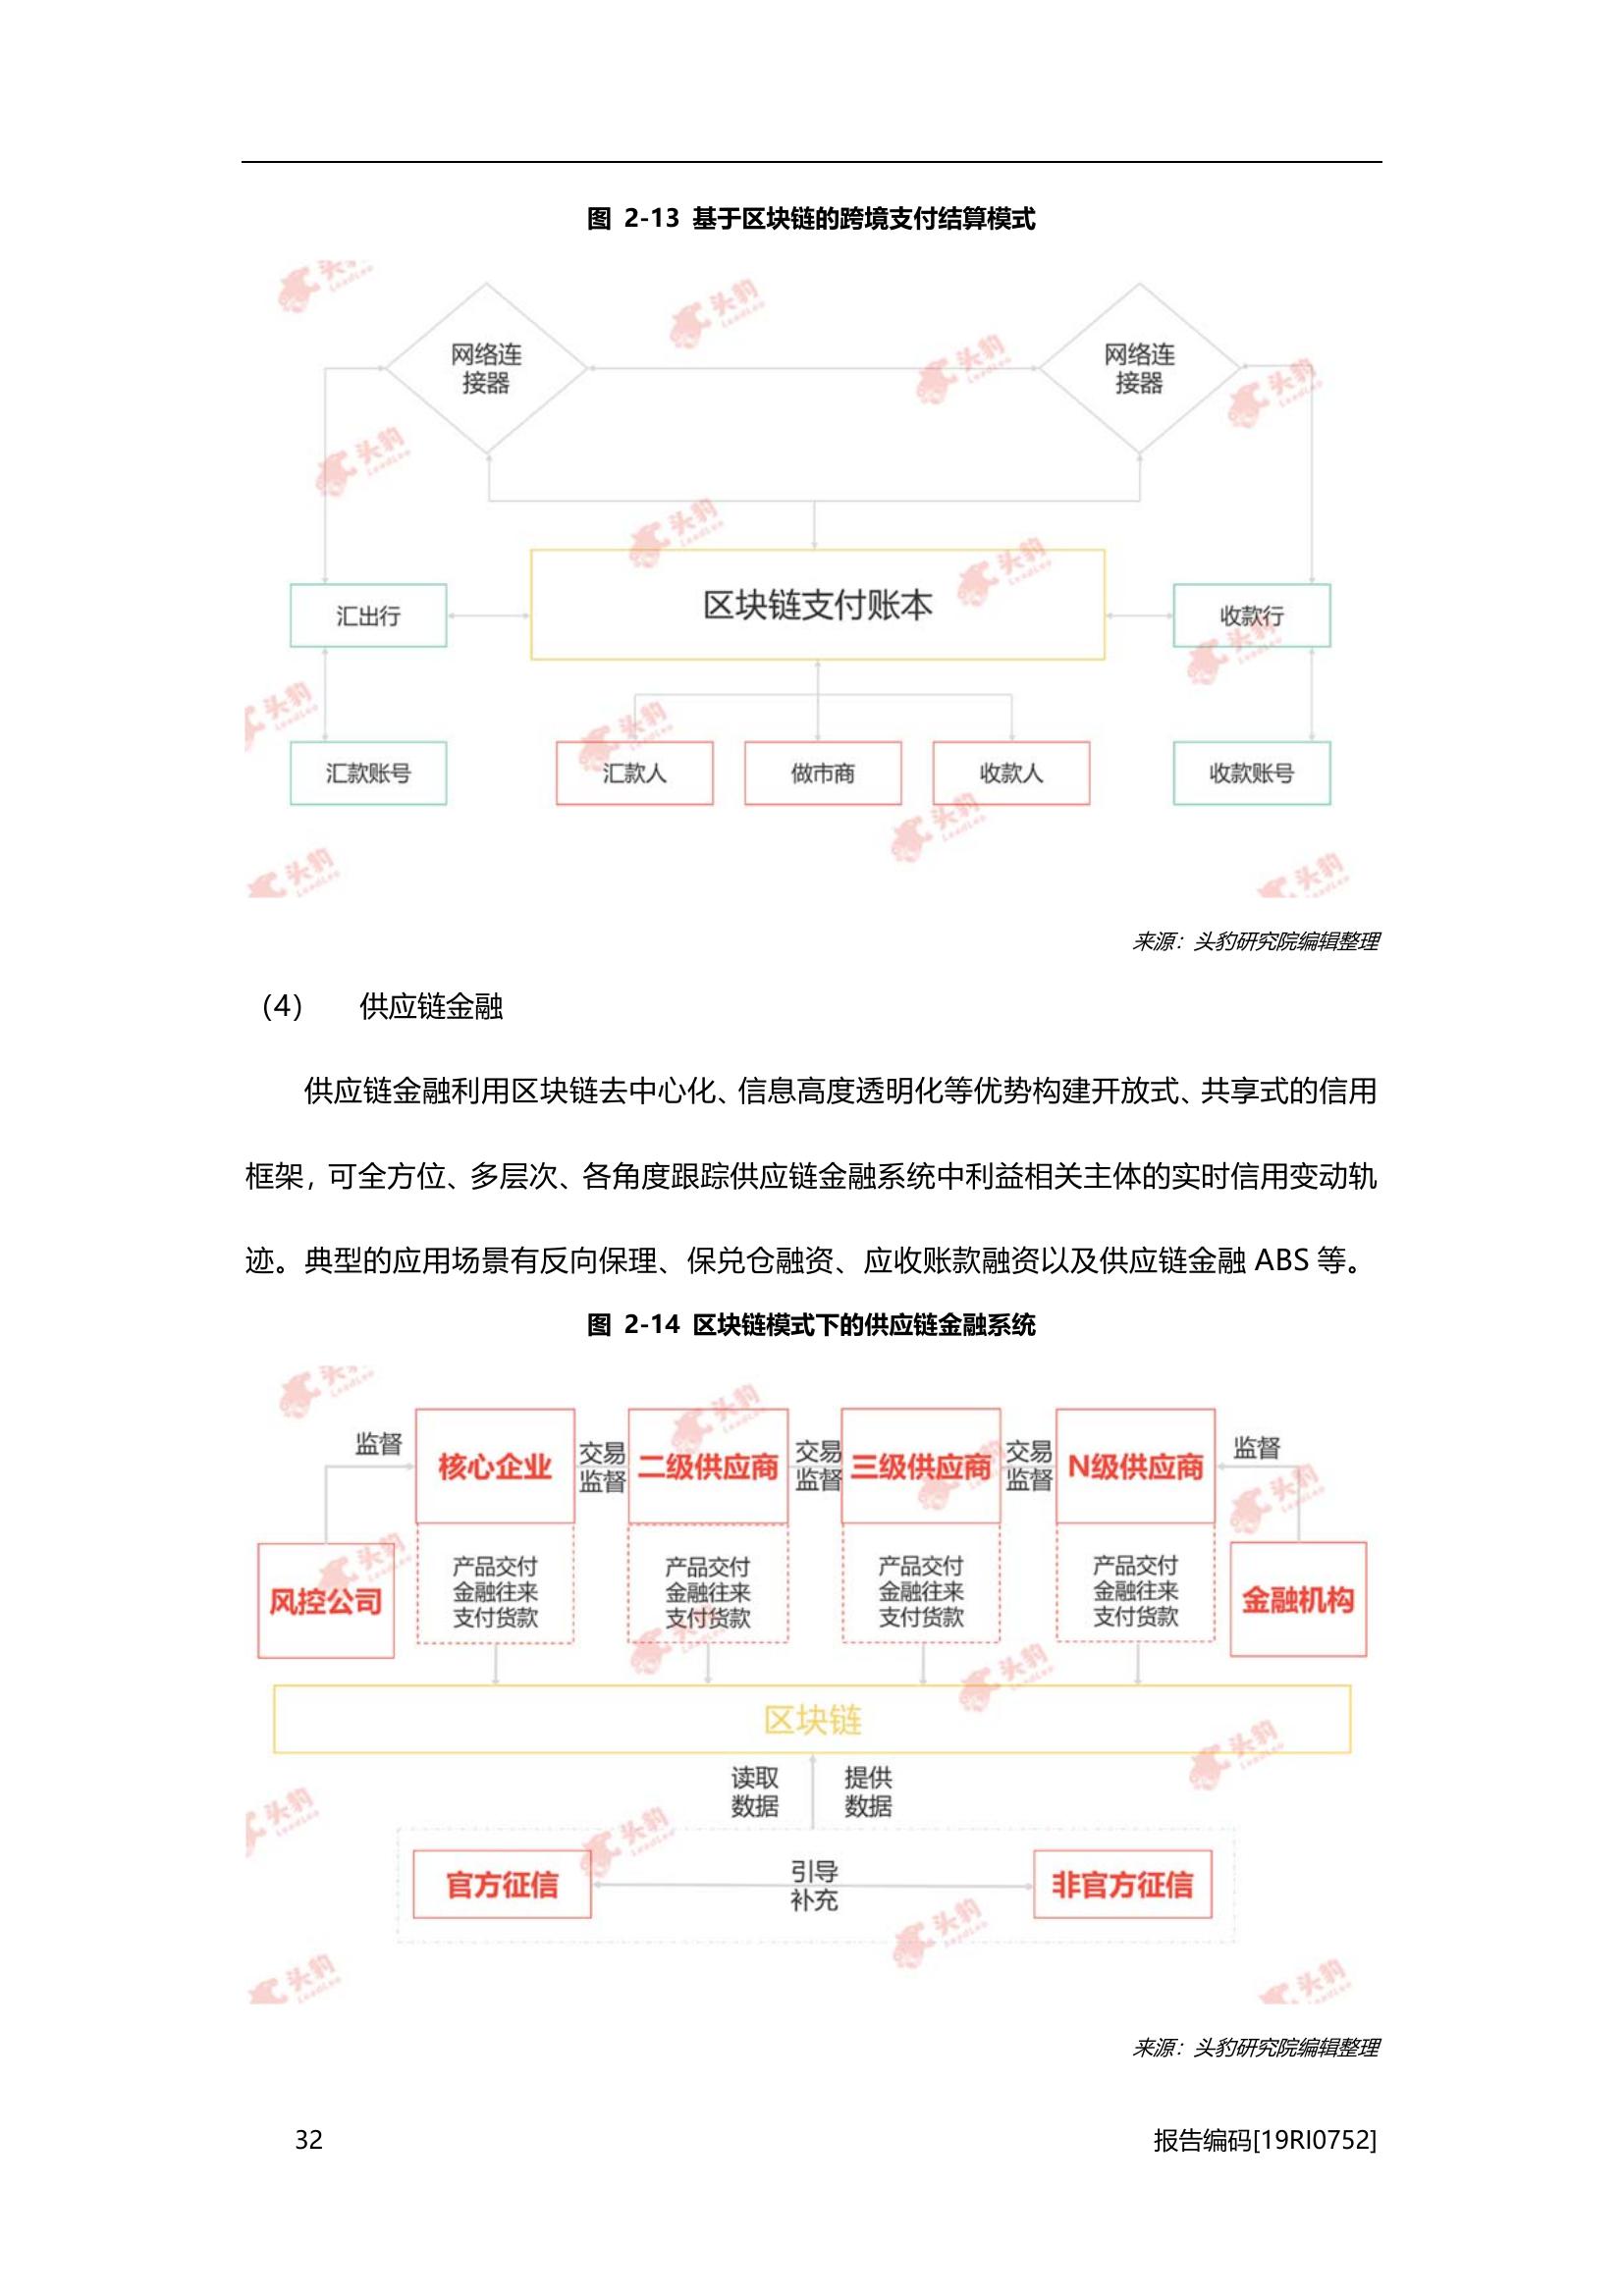 图 2-13 基于区块链的跨境支付结算模式
网络连
接器
网络连
接器
区块链支付账本
汇出行
收款行
汇款账号
汇款人
做市商
收款人
收款账号
来源：头豹研究院编辑整理
（4） 供应链金融
供应链金融利用区块链去中心化、信息高度透明化等优势构建开放式、共享式的信用
框架，可全方位、多层次、各角度跟踪供应链金融系统中利益相关主体的实时信用变动轨
迹。典型的应用场景有反向保理、保兑仓融资、应收账款融资以及供应链金融 ABS 等。
图 2-14 区块链模式下的供应链金融系统
监督
核心企业
交易
监督
二级供应商
交易
监督
三级供应商
交易
监督
N级供应商
监督
风控公司
产品交付
金融往来
支付货款
产品交付
金融往来
支付货款
产品交付
金融往来
支付货款
产品交付
金融往来
支付货款
金融机构
区块链
读取
数据
提供
数据
官方征信
引导
补充
非官方征信
来源：头豹研究院编辑整理
32
报告编码[19RI0752]
头豹
LeadLeo